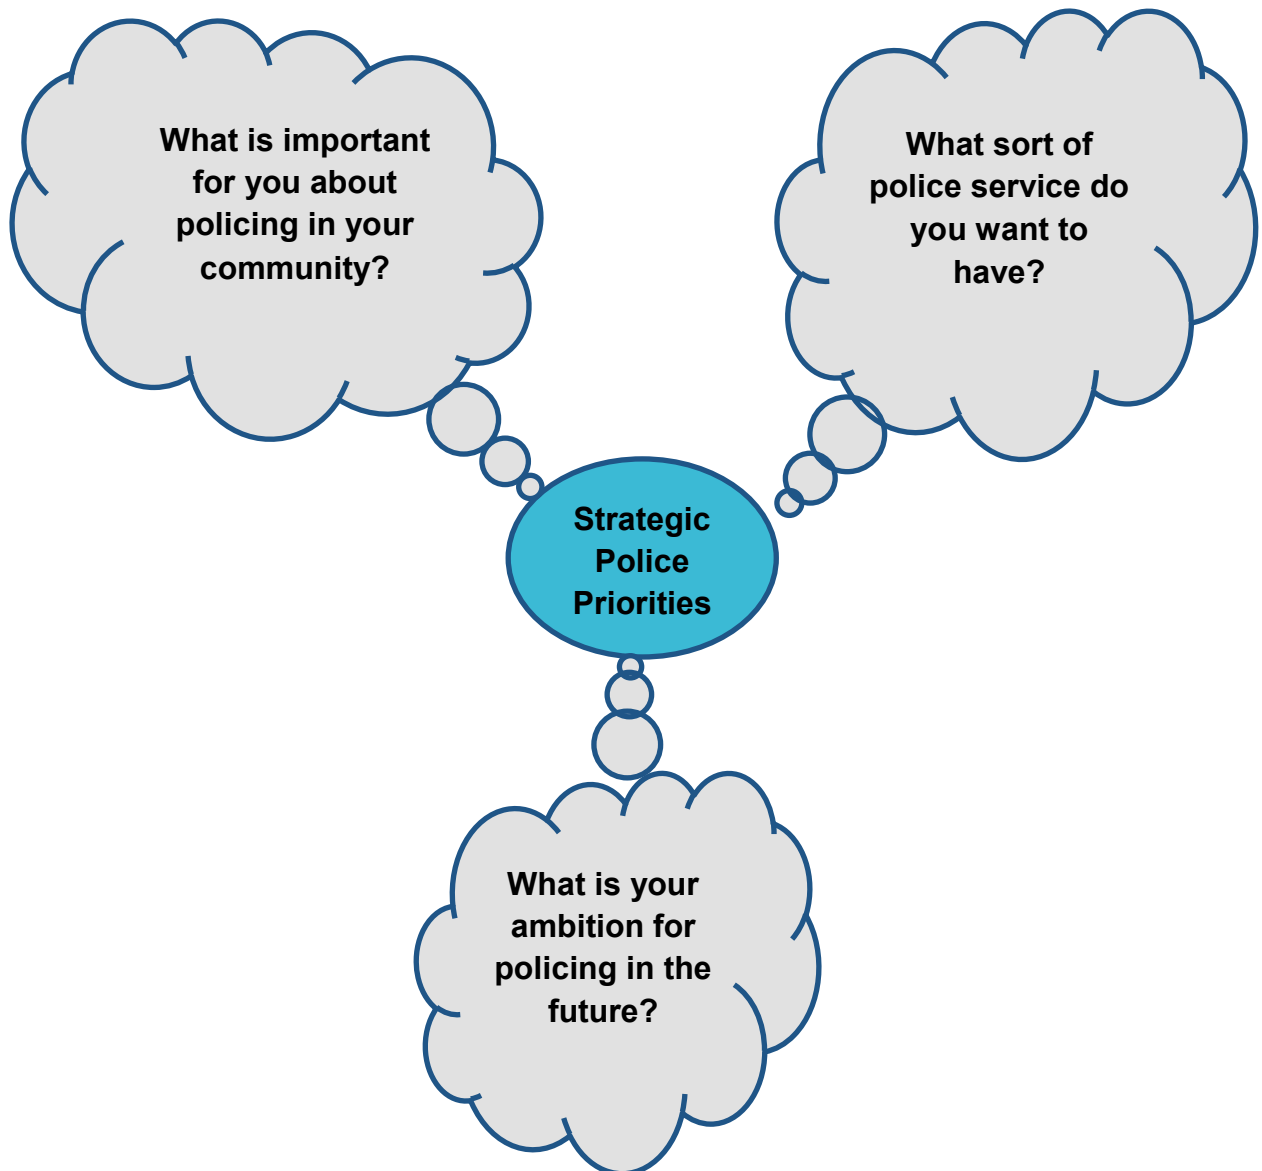 What is important
for you about
policing in your
community?
What sort of
police service do
you want to
have?
Strategic
Police
Priorities
What is your
ambition for
policing in the
future?